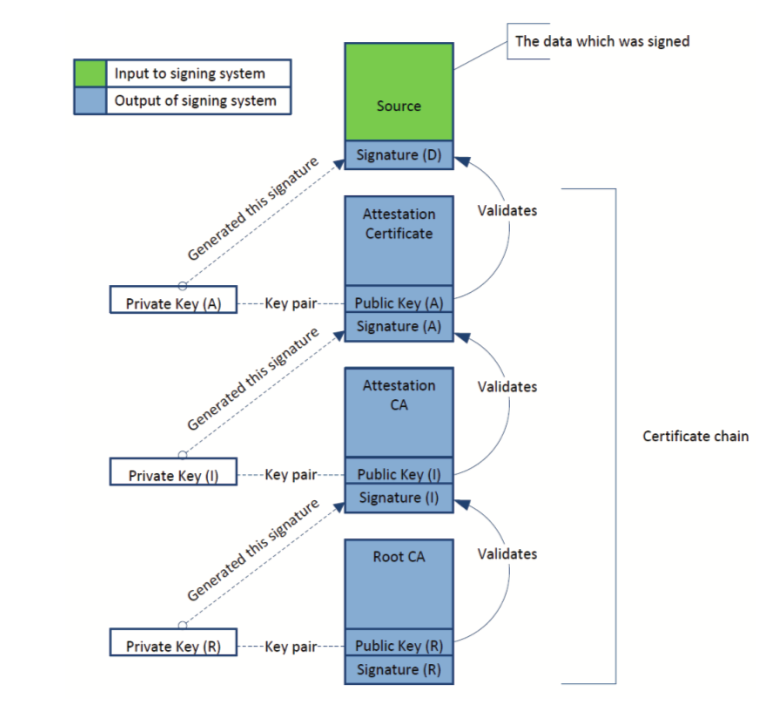 The data which was signed
Input to signing system
Output of signing system
Source
Signature (D)
Generated this signature
Validates
Attestation
Certificate
Private Key (A)
Key pair
Public Key (A)
Signature (A)
Generated this signature
Validates
Attestation
CA
Certificate chain
Private Key (I)
Key pair
Public Key (I)
Signature (I)
Generated this signature
Validates
Root CA
Private Key (R)
Key pair
Public Key (R)
Signature (R)